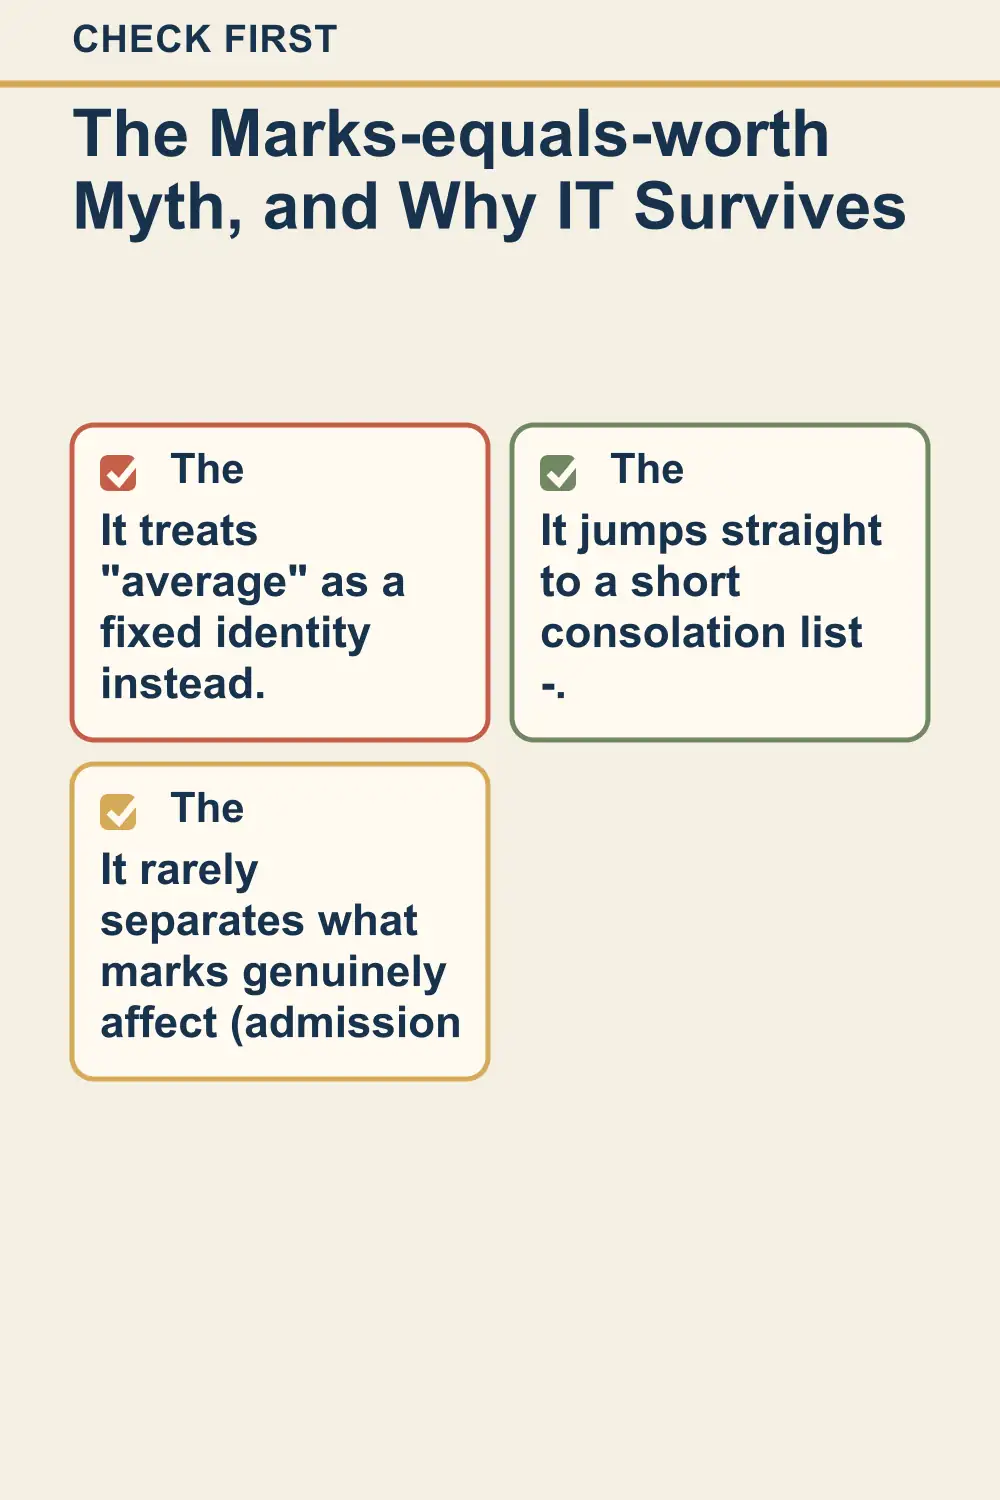 CHECK FIRST
The Marks-equals-worth
Myth, and Why IT Survives
The
It treats
"average" as a
fixed identity
instead.
The
It jumps straight
to a short
consolation list
-.
The
It rarely
separates what
marks genuinely
affect (admission